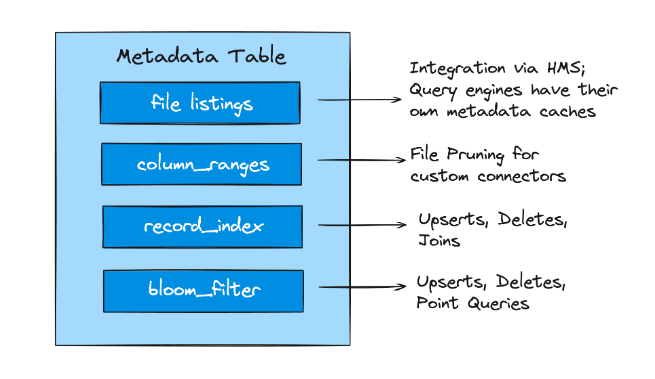 Metadata Table
file listings
Integration via HMS;
Query engines have their
own metadata caches
column_ranges
File Pruning for
custom connectors
record_index
Upserts, Deletes,
Joins
bloom_filter
Upserts, Deletes,
Point Queries